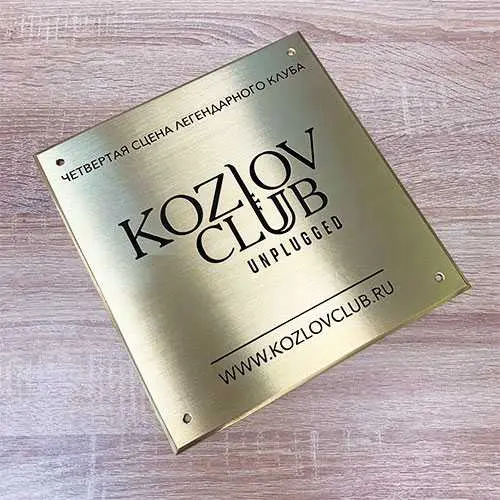 ЧЕТВЕРТАЯ СЦЕНА ЛЕГЕНДАРНОГО КЛУБА
KOZLOV
CLUB
UNPLUGGED
WWW.KOZLOVCLUB.RU